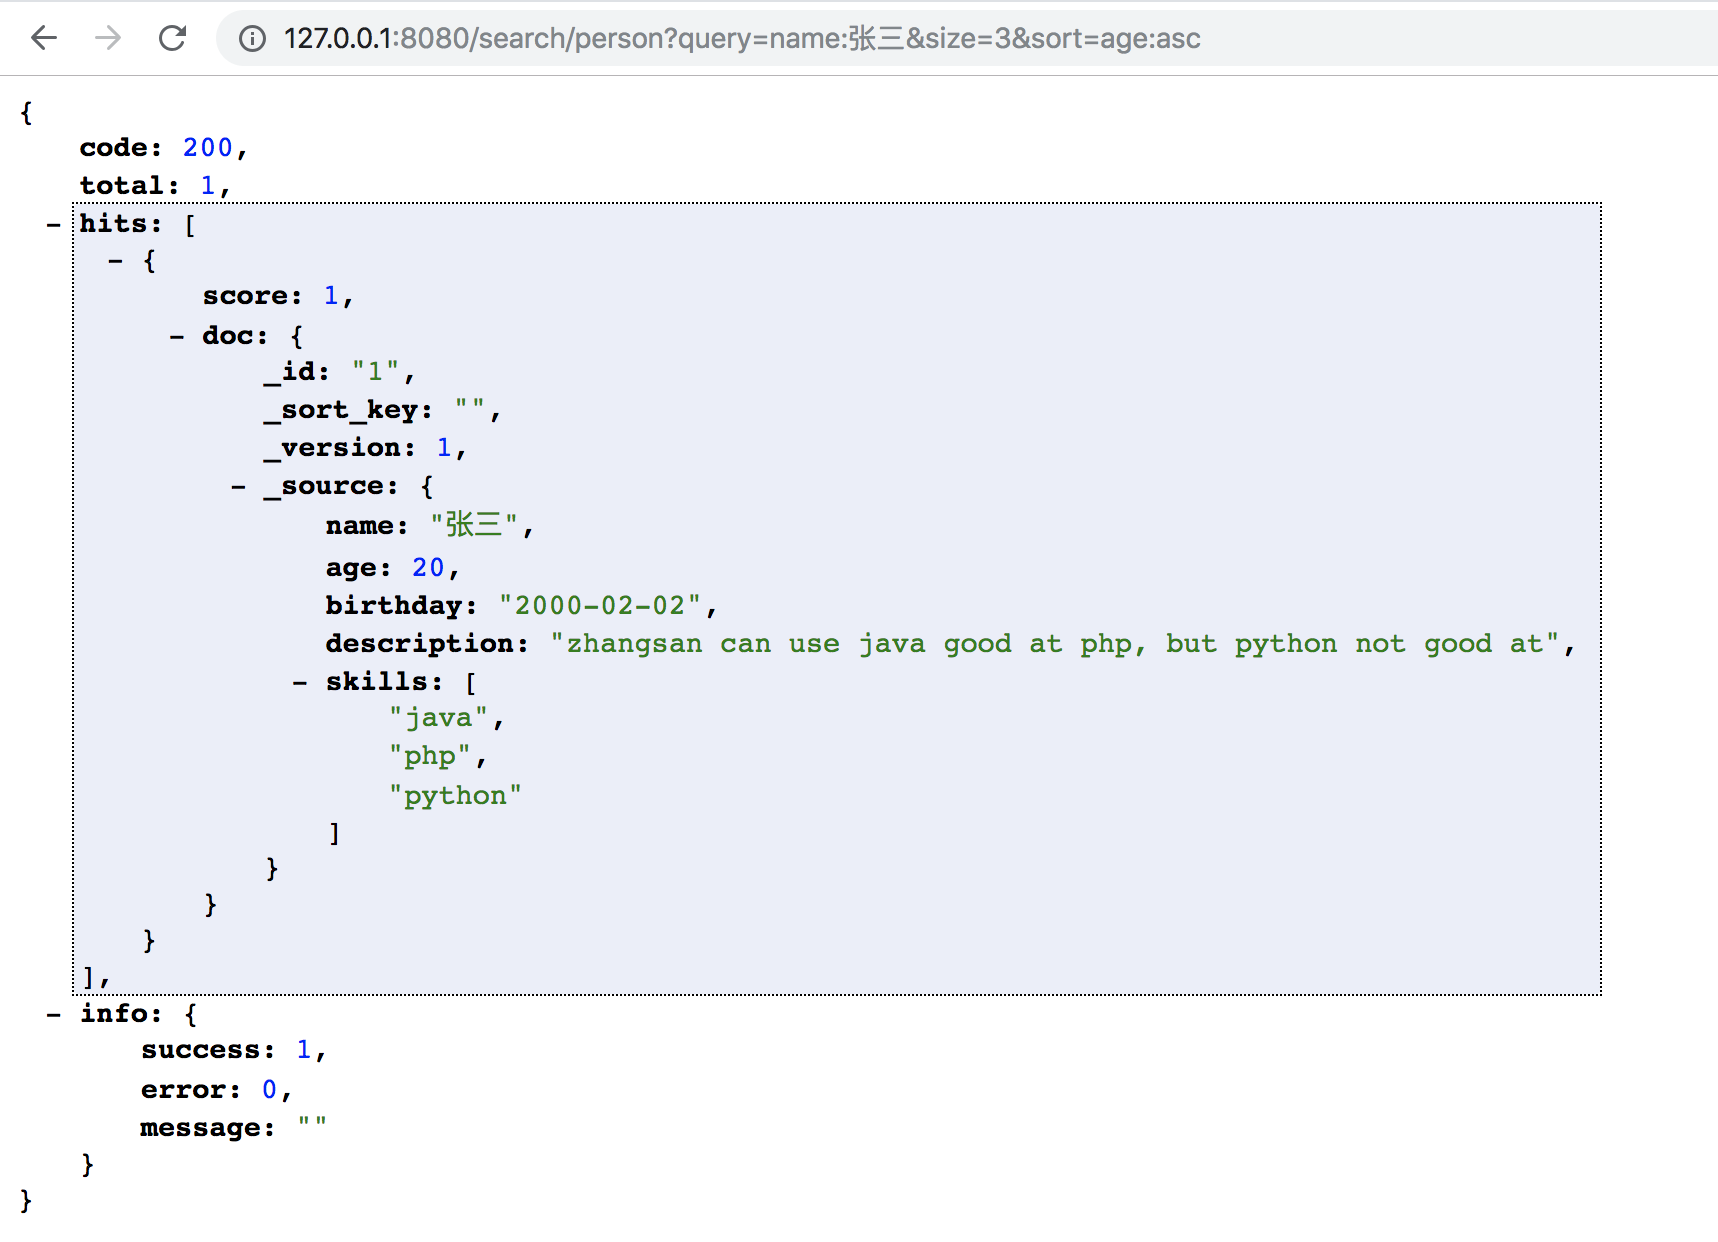 127.0.0.1:8080/search/person?query=name:张三&size=3&sort=age:asc
{
code: 200,
total: 1,
- hits: [
- {
score: 1,
- doc: {
_id: "1",
_sort_key: "",
_version: 1,
- _source: {
name: "张三",
age: 20,
birthday: "2000-02-02",
description: "zhangsan can use java good at php, but python not good at",
- skills: [
"java",
"php",
"python"
]
}
}
}
],
- info: {
success: 1,
error: 0,
message: ""
}
}